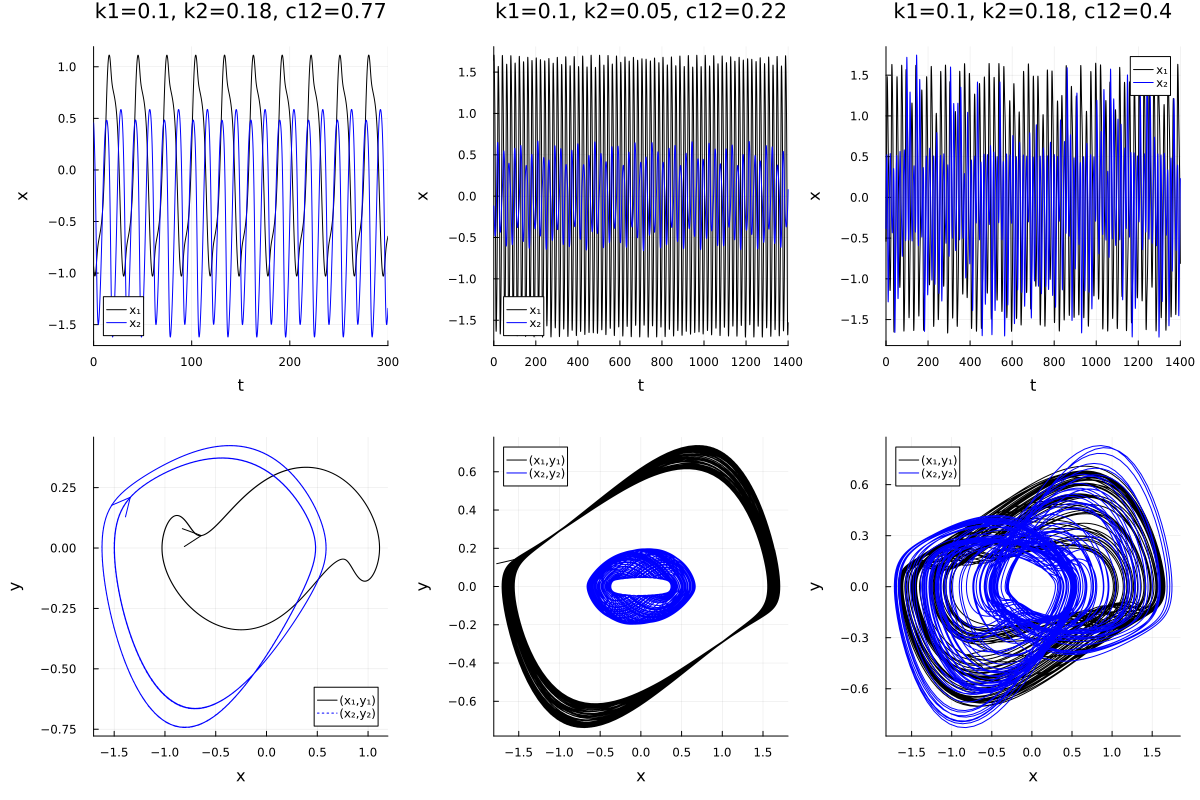 k1=0.1, k2=0.18, c12=0.77
k1=0.1, k2=0.05, c12=0.22
k1=0.1, k2=0.18, c12=0.4
1.0
0.5
0.0
−0.5
−1.0
−1.5
x
x₁
x₂
0
100
200
300
t
1.5
1.0
0.5
0.0
−0.5
−1.0
−1.5
x
x₁
x₂
0
200
400
600
800
1000
1200
1400
t
1.5
1.0
0.5
0.0
−0.5
−1.0
−1.5
x
x₁
x₂
0
200
400
600
800
1000
1200
1400
t
0.25
0.00
−0.25
−0.50
−0.75
y
(x₁,y₁)
(x₂,y₂)
−1.5
−1.0
−0.5
0.0
0.5
1.0
x
0.6
0.4
0.2
0.0
−0.2
−0.4
−0.6
y
(x₁,y₁)
(x₂,y₂)
−1.5
−1.0
−0.5
0.0
0.5
1.0
1.5
x
0.6
0.3
0.0
−0.3
−0.6
y
(x₁,y₁)
(x₂,y₂)
−1.5
−1.0
−0.5
0.0
0.5
1.0
1.5
x